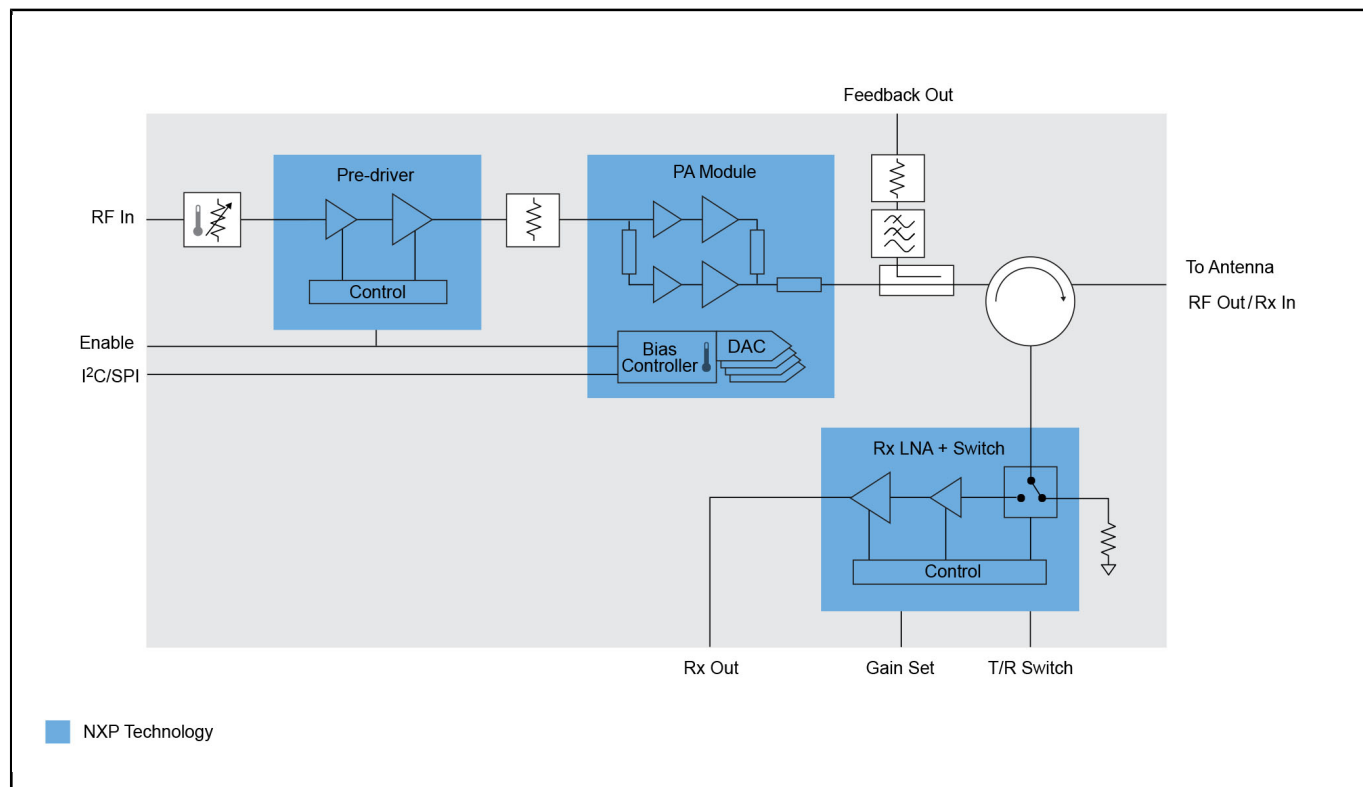 Feedback Out
Pre-driver
PA Module
RF In
Control
To Antenna
RF Out/Rx In
Enable
I²C/SPI
Bias
Controller
DAC
Rx LNA + Switch
Control
Rx Out
Gain Set
T/R Switch
NXP Technology